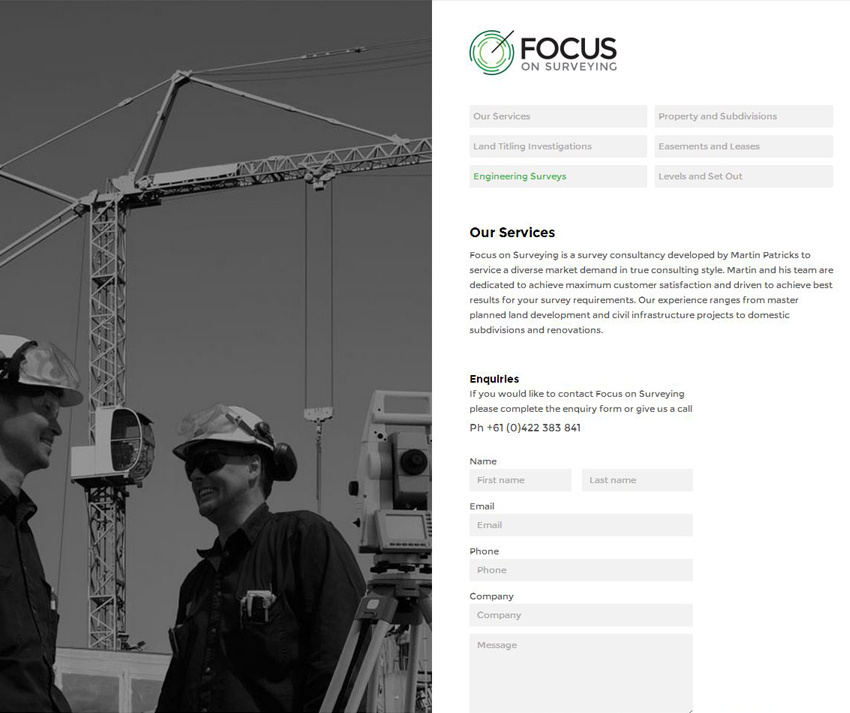 FOCUS
ON SURVEYING
Our Services
Property and Subdivisions
Land Titling Investigations
Easements and Leases
Engineering Surveys
Levels and Set Out
Our Services
Focus on Surveying is a survey consultancy developed by Martin Patricks to
service a diverse market demand in true consulting style. Martin and his team are
dedicated to achieve maximum customer satisfaction and driven to achieve best
results for your survey requirements. Our experience ranges from master
planned land development and civil infrastructure projects to domestic
subdivisions and renovations.
Enquiries
If you would like to contact Focus on Surveying
please complete the enquiry form or give us a call
Ph +61 (0)422 383 841
Name
First name
Last name
Email
Email
Phone
Phone
Company
Company
Message